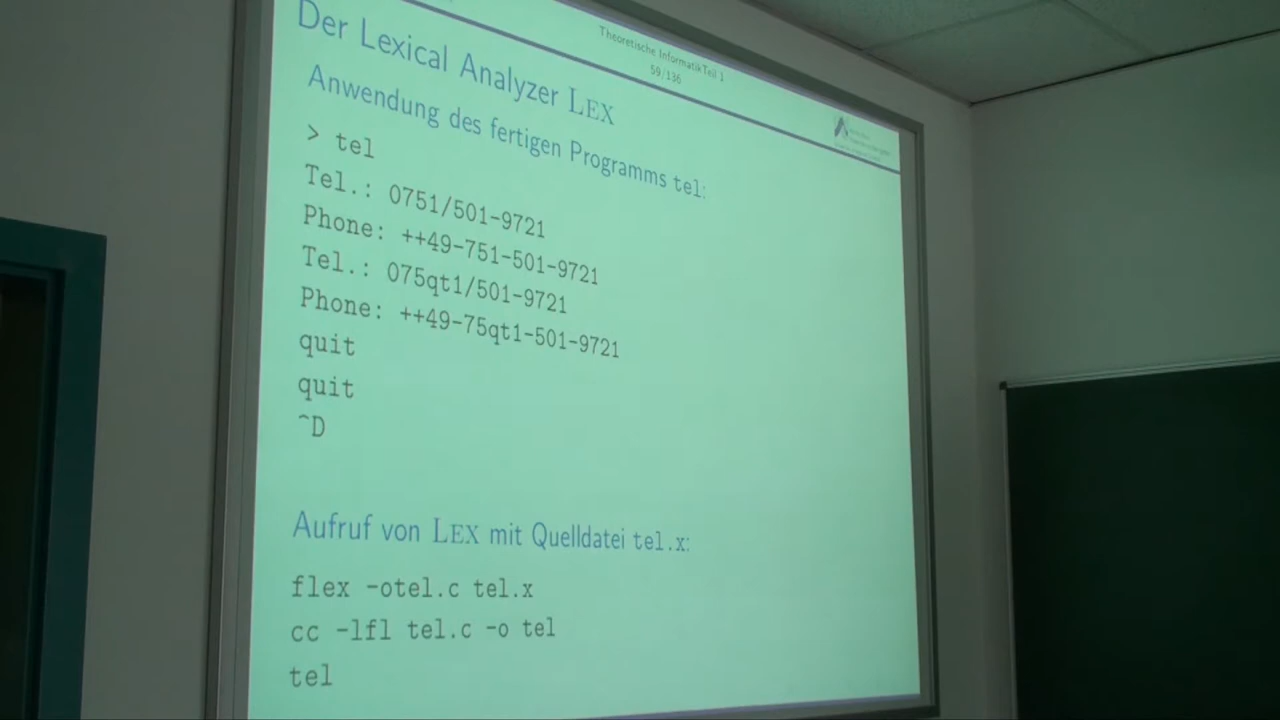 Theoretische Informatik Teil 1
59/136
Der Lexical Analyzer LEX
Anwendung des fertigen Programms tel:
> tel
Tel.: 0751/501-9721
Phone: ++49-751-501-9721
Tel.: 075qt1/501-9721
Phone: ++49-75qt1-501-9721
quit
quit
^D
Aufruf von LEX mit Quelldatei tel.x:
flex -otel.c tel.x
cc -lfl tel.c -o tel
tel